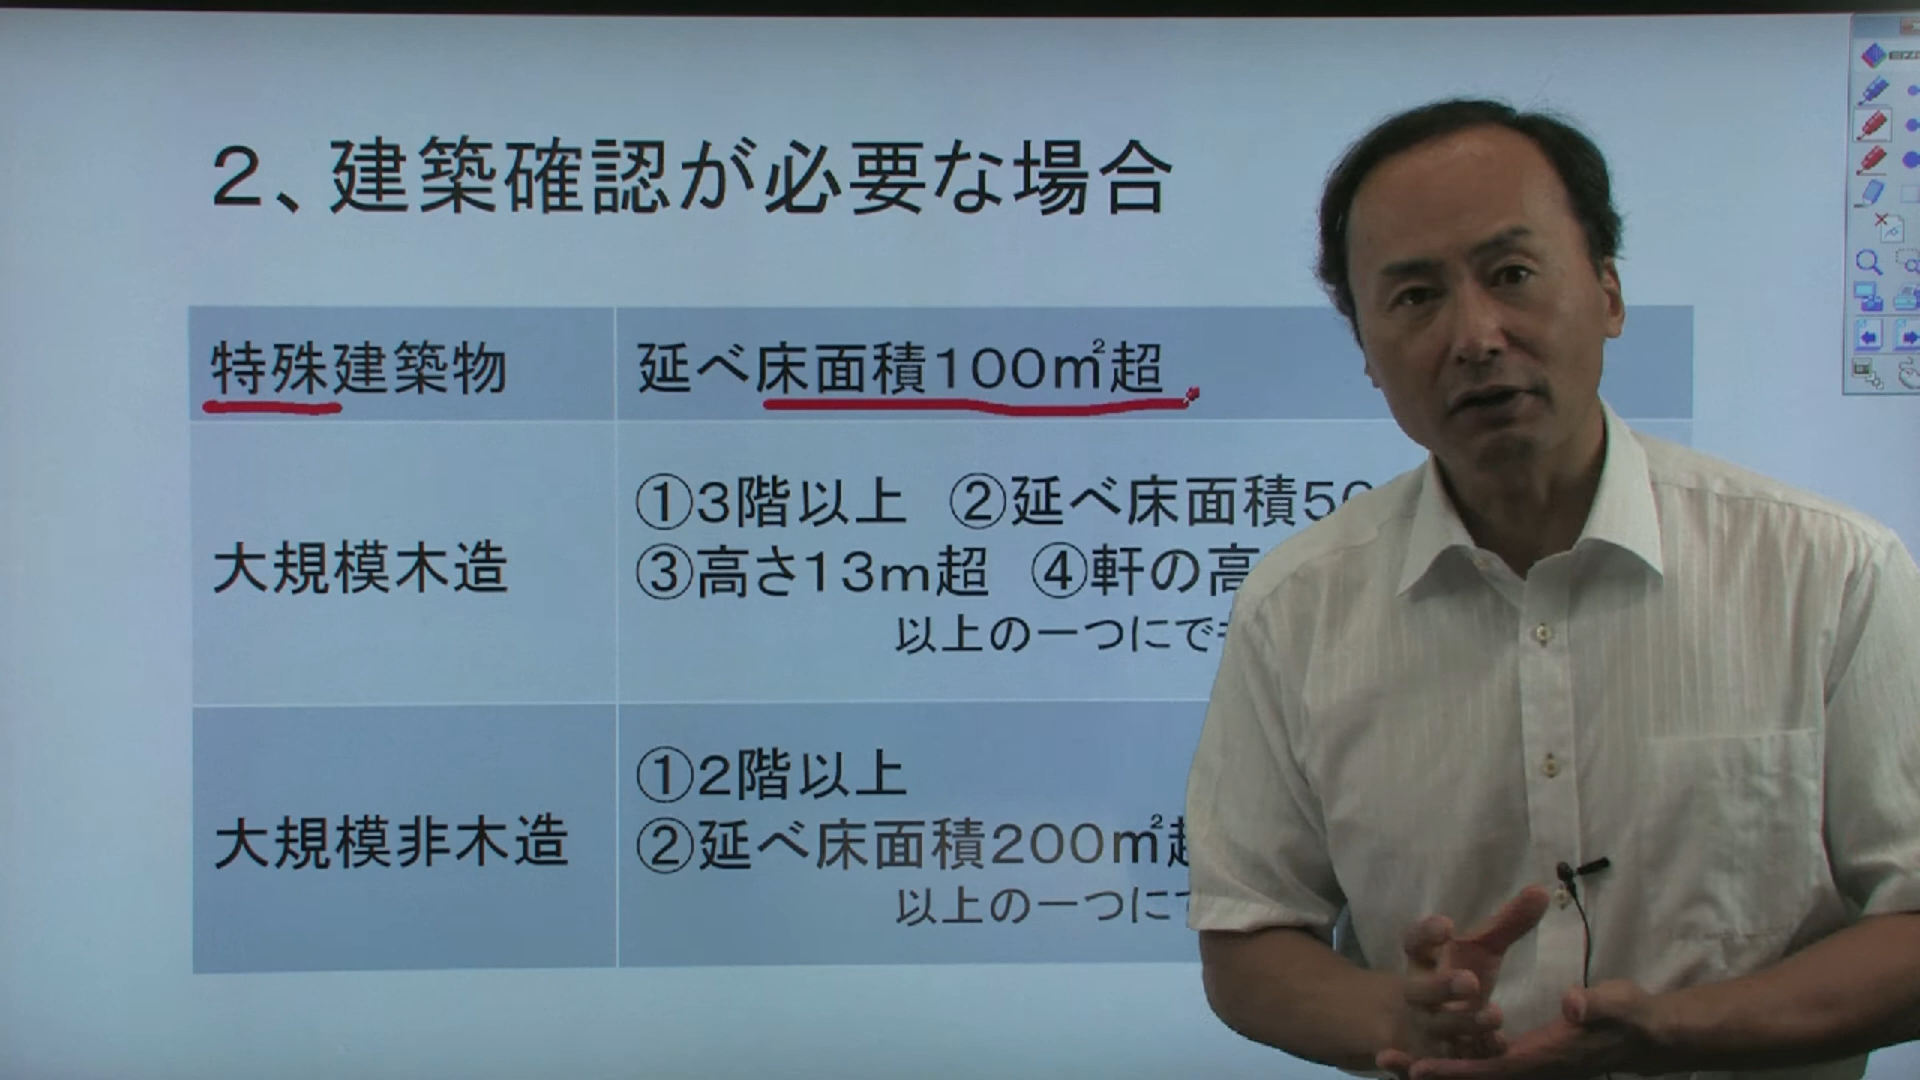 2、建築確認が必要な場合
特殊建築物
延べ床面積100㎡超
大規模木造
①3階以上 ②延べ床面積5
③高さ13m超 ④軒の高
以上の一つにで
大規模非木造
①2階以上
②延べ床面積200㎡超
以上の一つに